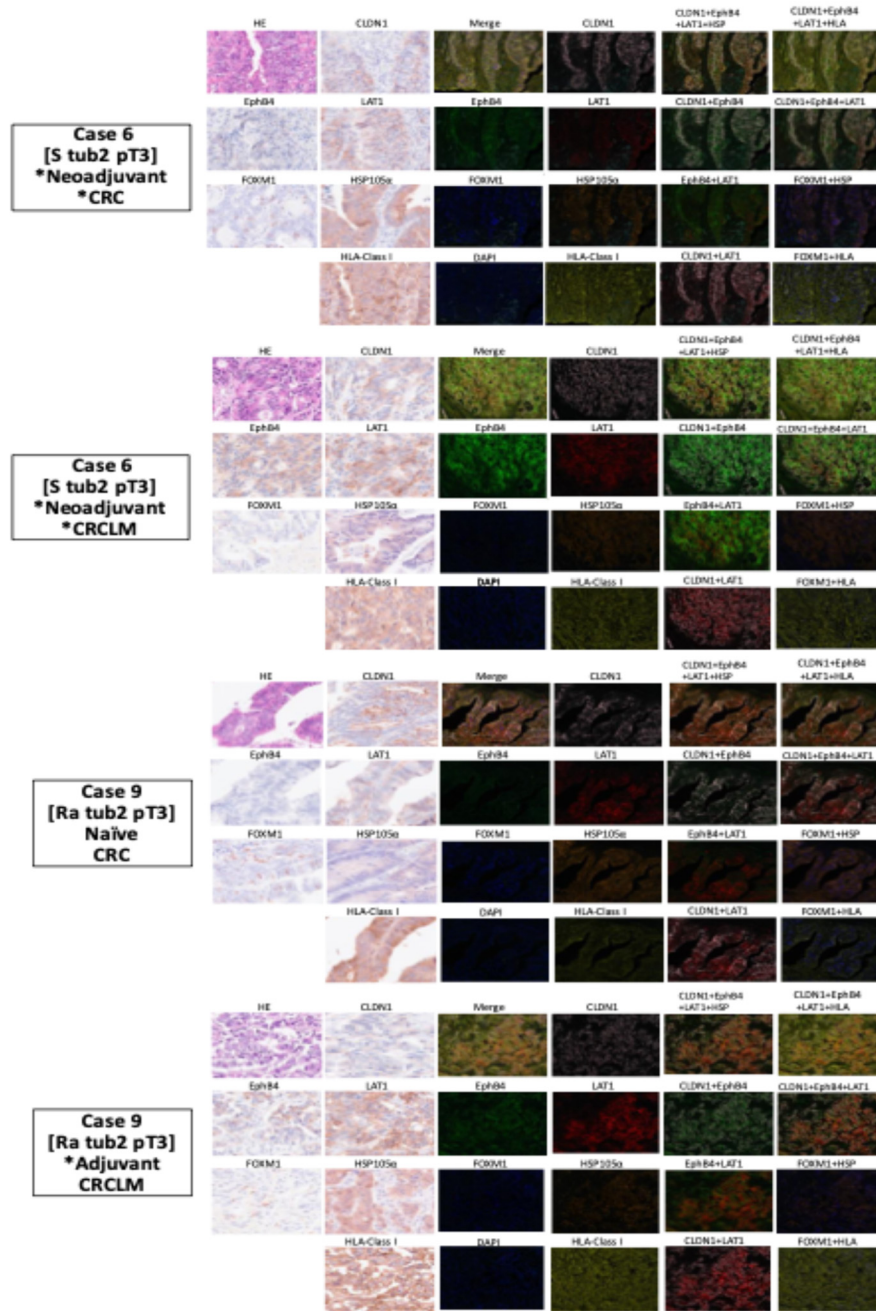 HE CLDN1 Merge CLDN1 CLDN1+EphB4 +LAT1+HSP CLDN1+EphB4 +LAT1+HLA
EphB4 LAT1 EphB4 LAT1 CLDN1+EphB4 CLDN1+EphB4+LAT1
Case 6
[S tub2 pT3]
*Neoadjuvant
*CRC
FOXM1 HSP105α FOXM1 HSP105α EphB4+LAT1 FOXM1+HSP
HLA-Class I DAPI HLA-Class I CLDN1+LAT1 FOXM1+HLA
HE CLDN1 Merge CLDN1 CLDN1+EphB4 +LAT1+HSP CLDN1+EphB4 +LAT1+HLA
EphB4 LAT1 EphB4 LAT1 CLDN1+EphB4 CLDN1+EphB4+LAT1
Case 6
[S tub2 pT3]
*Neoadjuvant
*CRCLM
FOXM1 HSP105α FOXM1 HSP105α EphB4+LAT1 FOXM1+HSP
HLA-Class I DAPI HLA-Class I CLDN1+LAT1 FOXM1+HLA
HE CLDN1 Merge CLDN1 CLDN1+EphB4 +LAT1+HSP CLDN1+EphB4 +LAT1+HLA
EphB4 LAT1 EphB4 LAT1 CLDN1+EphB4 CLDN1+EphB4+LAT1
Case 9
[Ra tub2 pT3]
Naïve
CRC
FOXM1 HSP105α FOXM1 HSP105α EphB4+LAT1 FOXM1+HSP
HLA-Class I DAPI HLA-Class I CLDN1+LAT1 FOXM1+HLA
HE CLDN1 Merge CLDN1 CLDN1+EphB4 +LAT1+HSP CLDN1+EphB4 +LAT1+HLA
EphB4 LAT1 EphB4 LAT1 CLDN1+EphB4 CLDN1+EphB4+LAT1
Case 9
[Ra tub2 pT3]
*Adjuvant
CRCLM
FOXM1 HSP105α FOXM1 HSP105α EphB4+LAT1 FOXM1+HSP
HLA-Class I DAPI HLA-Class I CLDN1+LAT1 FOXM1+HLA